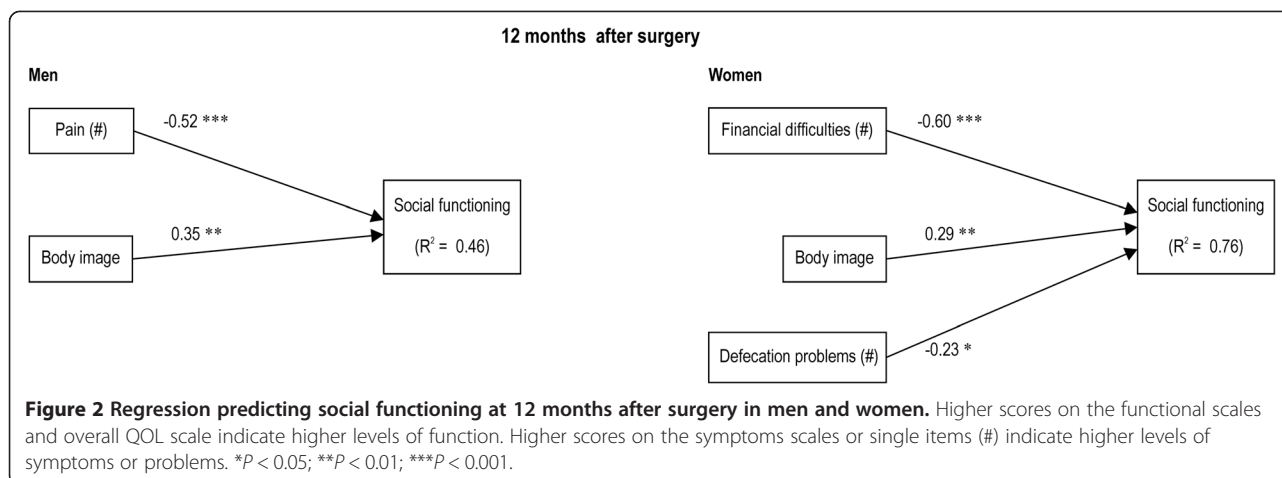 12 months after surgery
Men
Pain (#)
-0.52 ***
Body image
0.35 **
Social functioning
(R² = 0.46)
Women
Financial difficulties (#)
-0.60 ***
Body image
0.29 **
Defecation problems (#)
-0.23 *
Social functioning
(R² = 0.76)
Figure 2 Regression predicting social functioning at 12 months after surgery in men and women. Higher scores on the functional scales
and overall QOL scale indicate higher levels of function. Higher scores on the symptoms scales or single items (#) indicate higher levels of
symptoms or problems. *P < 0.05; **P < 0.01; ***P < 0.001.